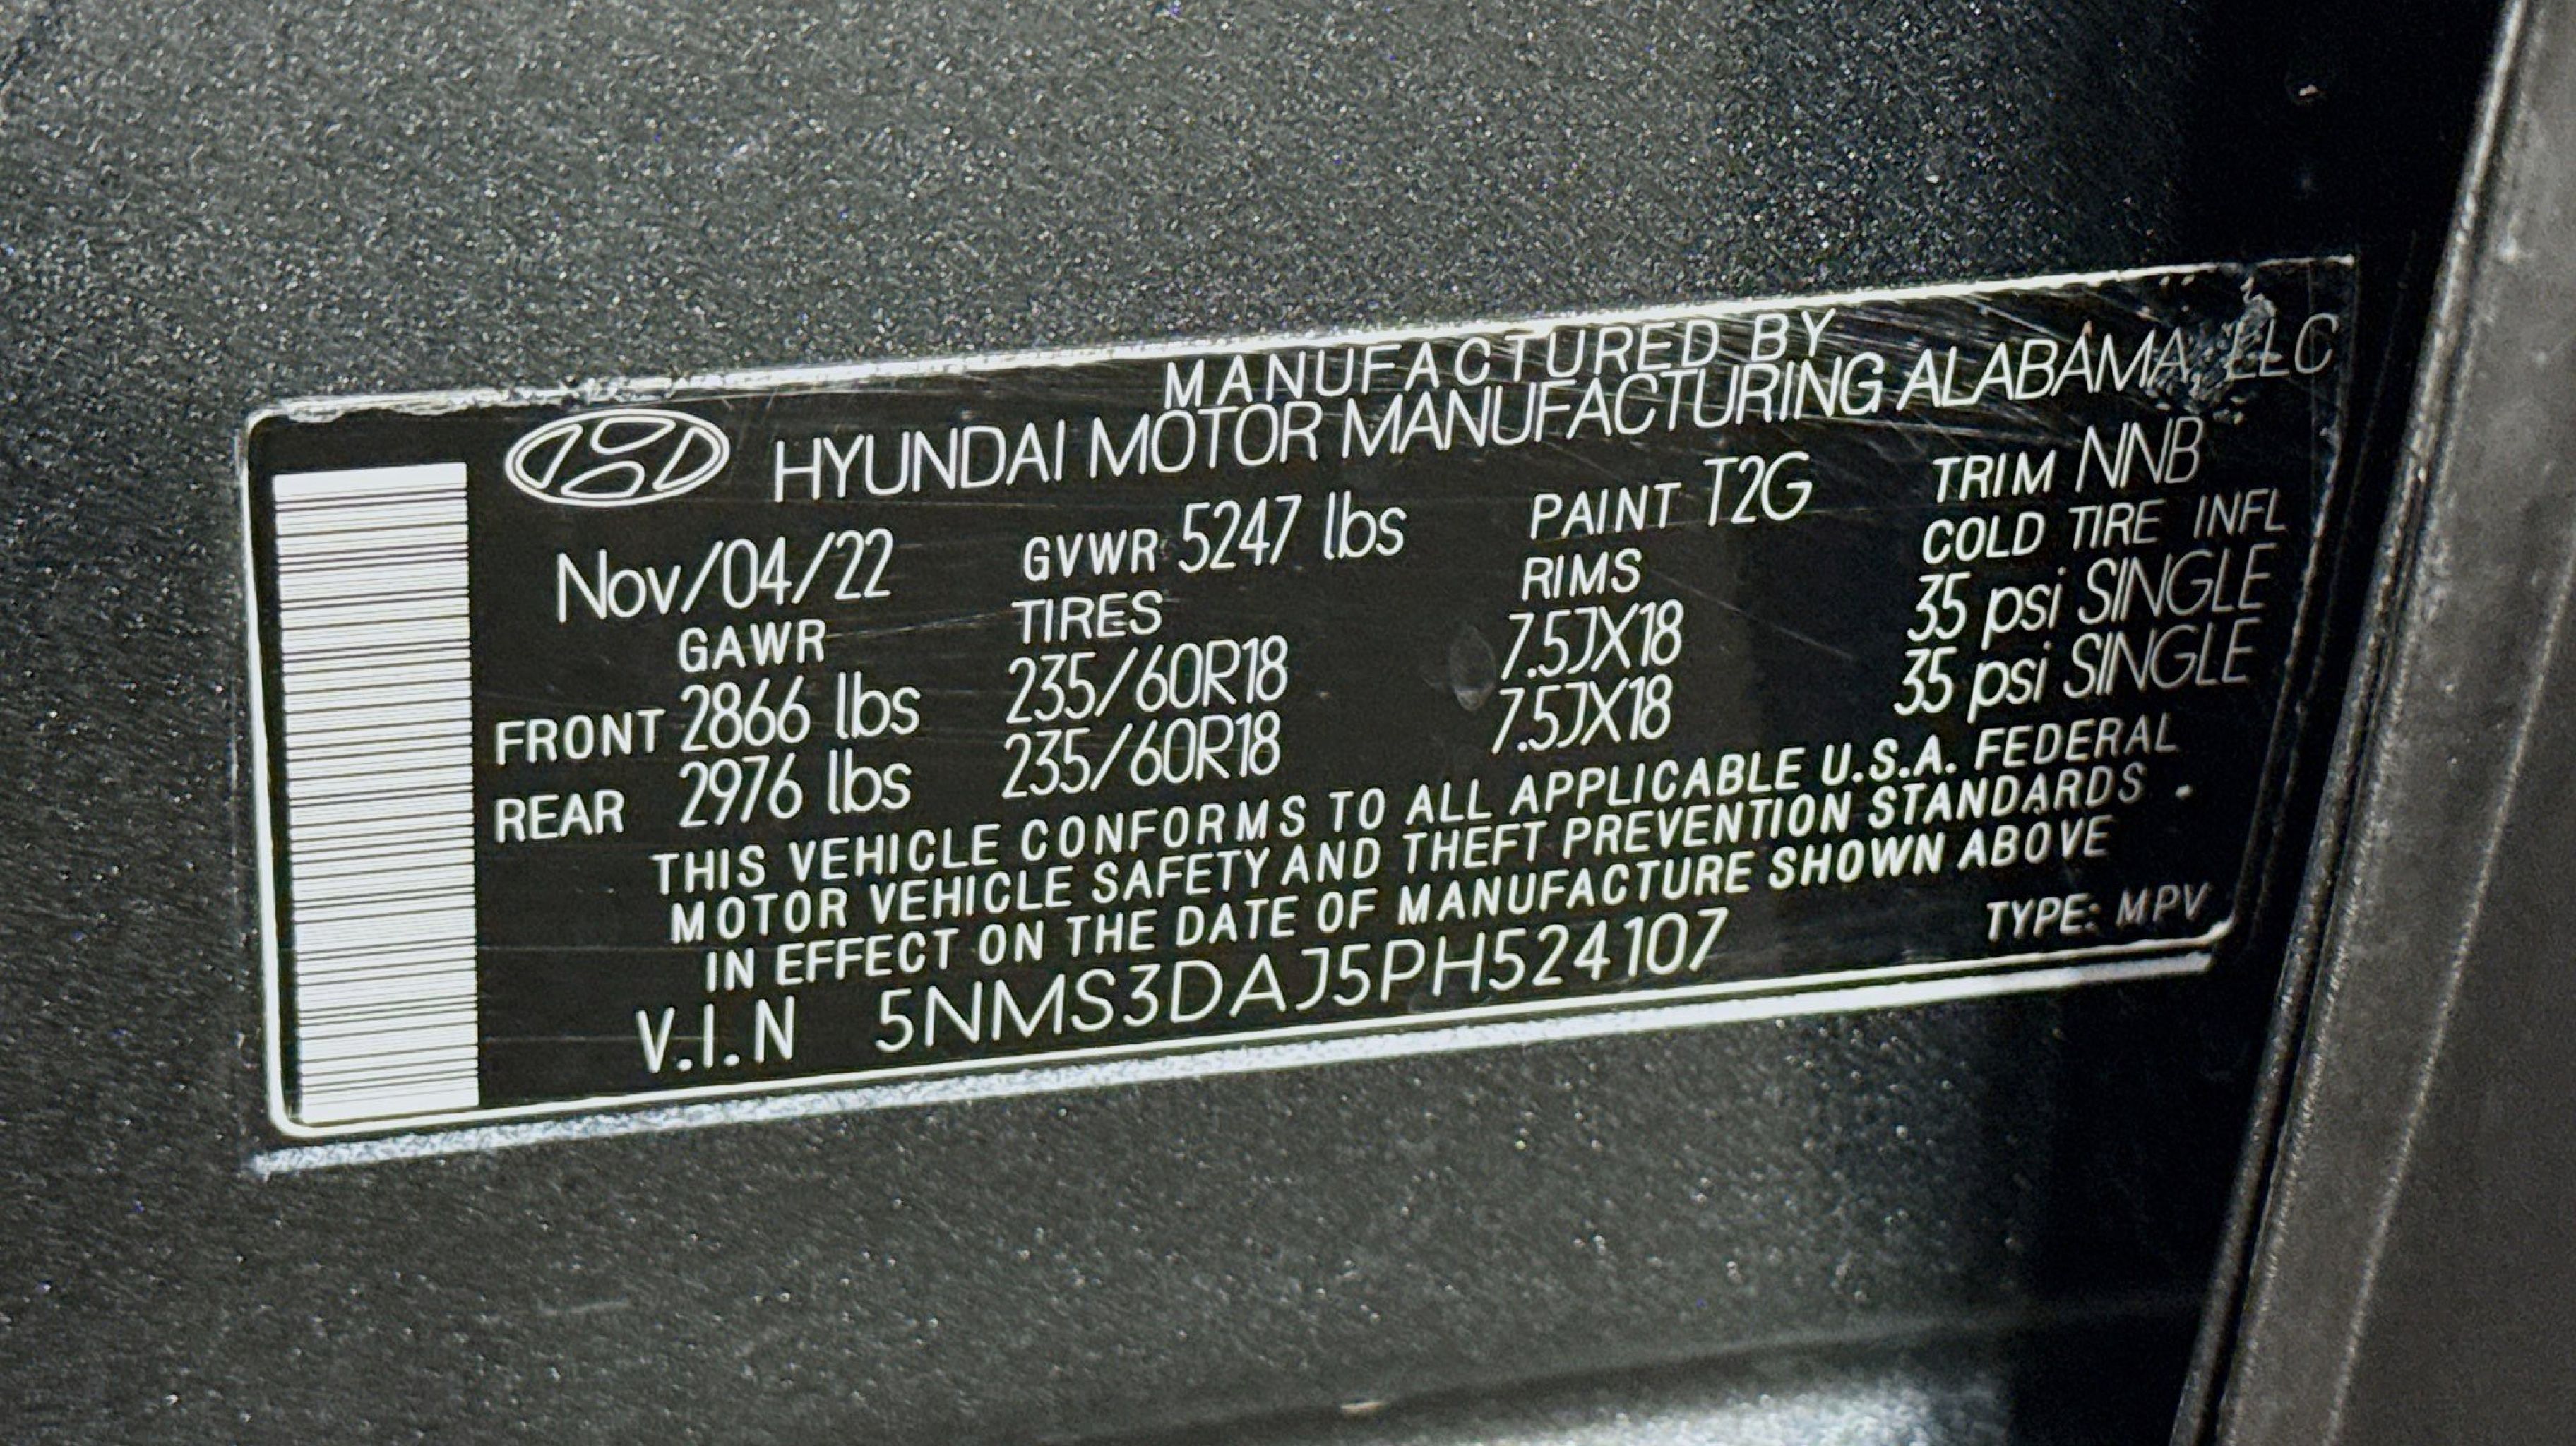 MANUFACTURED BY
HYUNDAI MOTOR MANUFACTURING ALABAMA, LLC
Nov/04/22 GVWR 5247 lbs PAINT T2G TRIM NNB
GAWR TIRES RIMS COLD TIRE INFL
FRONT 2866 lbs 235/60R18 7.5JX18 35 psi SINGLE
REAR 2976 lbs 235/60R18 7.5JX18 35 psi SINGLE
THIS VEHICLE CONFORMS TO ALL APPLICABLE U.S.A. FEDERAL
MOTOR VEHICLE SAFETY AND THEFT PREVENTION STANDARDS
IN EFFECT ON THE DATE OF MANUFACTURE SHOWN ABOVE
V.I.N 5NMS3DAJ5PH524107 TYPE: MPV